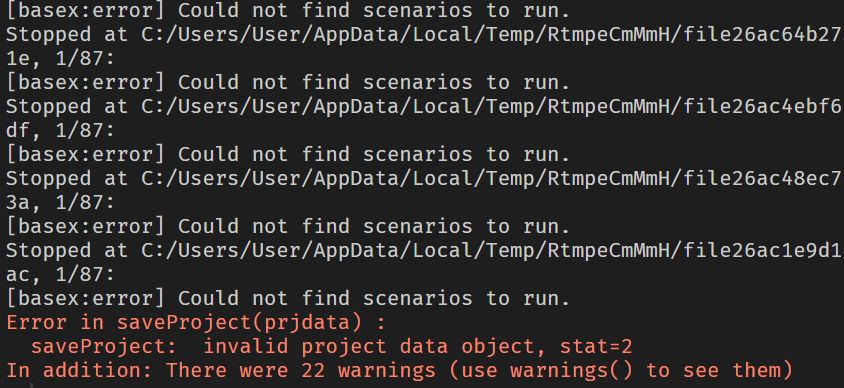 [basex:error] Could not find scenarios to run.
Stopped at C:/Users/User/AppData/Local/Temp/RtmpeCmMmH/file26ac64b27
1e, 1/87:
[basex:error] Could not find scenarios to run.
Stopped at C:/Users/User/AppData/Local/Temp/RtmpeCmMmH/file26ac4ebf6
df, 1/87:
[basex:error] Could not find scenarios to run.
Stopped at C:/Users/User/AppData/Local/Temp/RtmpeCmMmH/file26ac48ec7
3a, 1/87:
[basex:error] Could not find scenarios to run.
Stopped at C:/Users/User/AppData/Local/Temp/RtmpeCmMmH/file26ac1e9d1
ac, 1/87:
[basex:error] Could not find scenarios to run.
Error in saveProject(prjdata) :
  saveProject:  invalid project data object, stat=2
In addition: There were 22 warnings (use warnings() to see them)